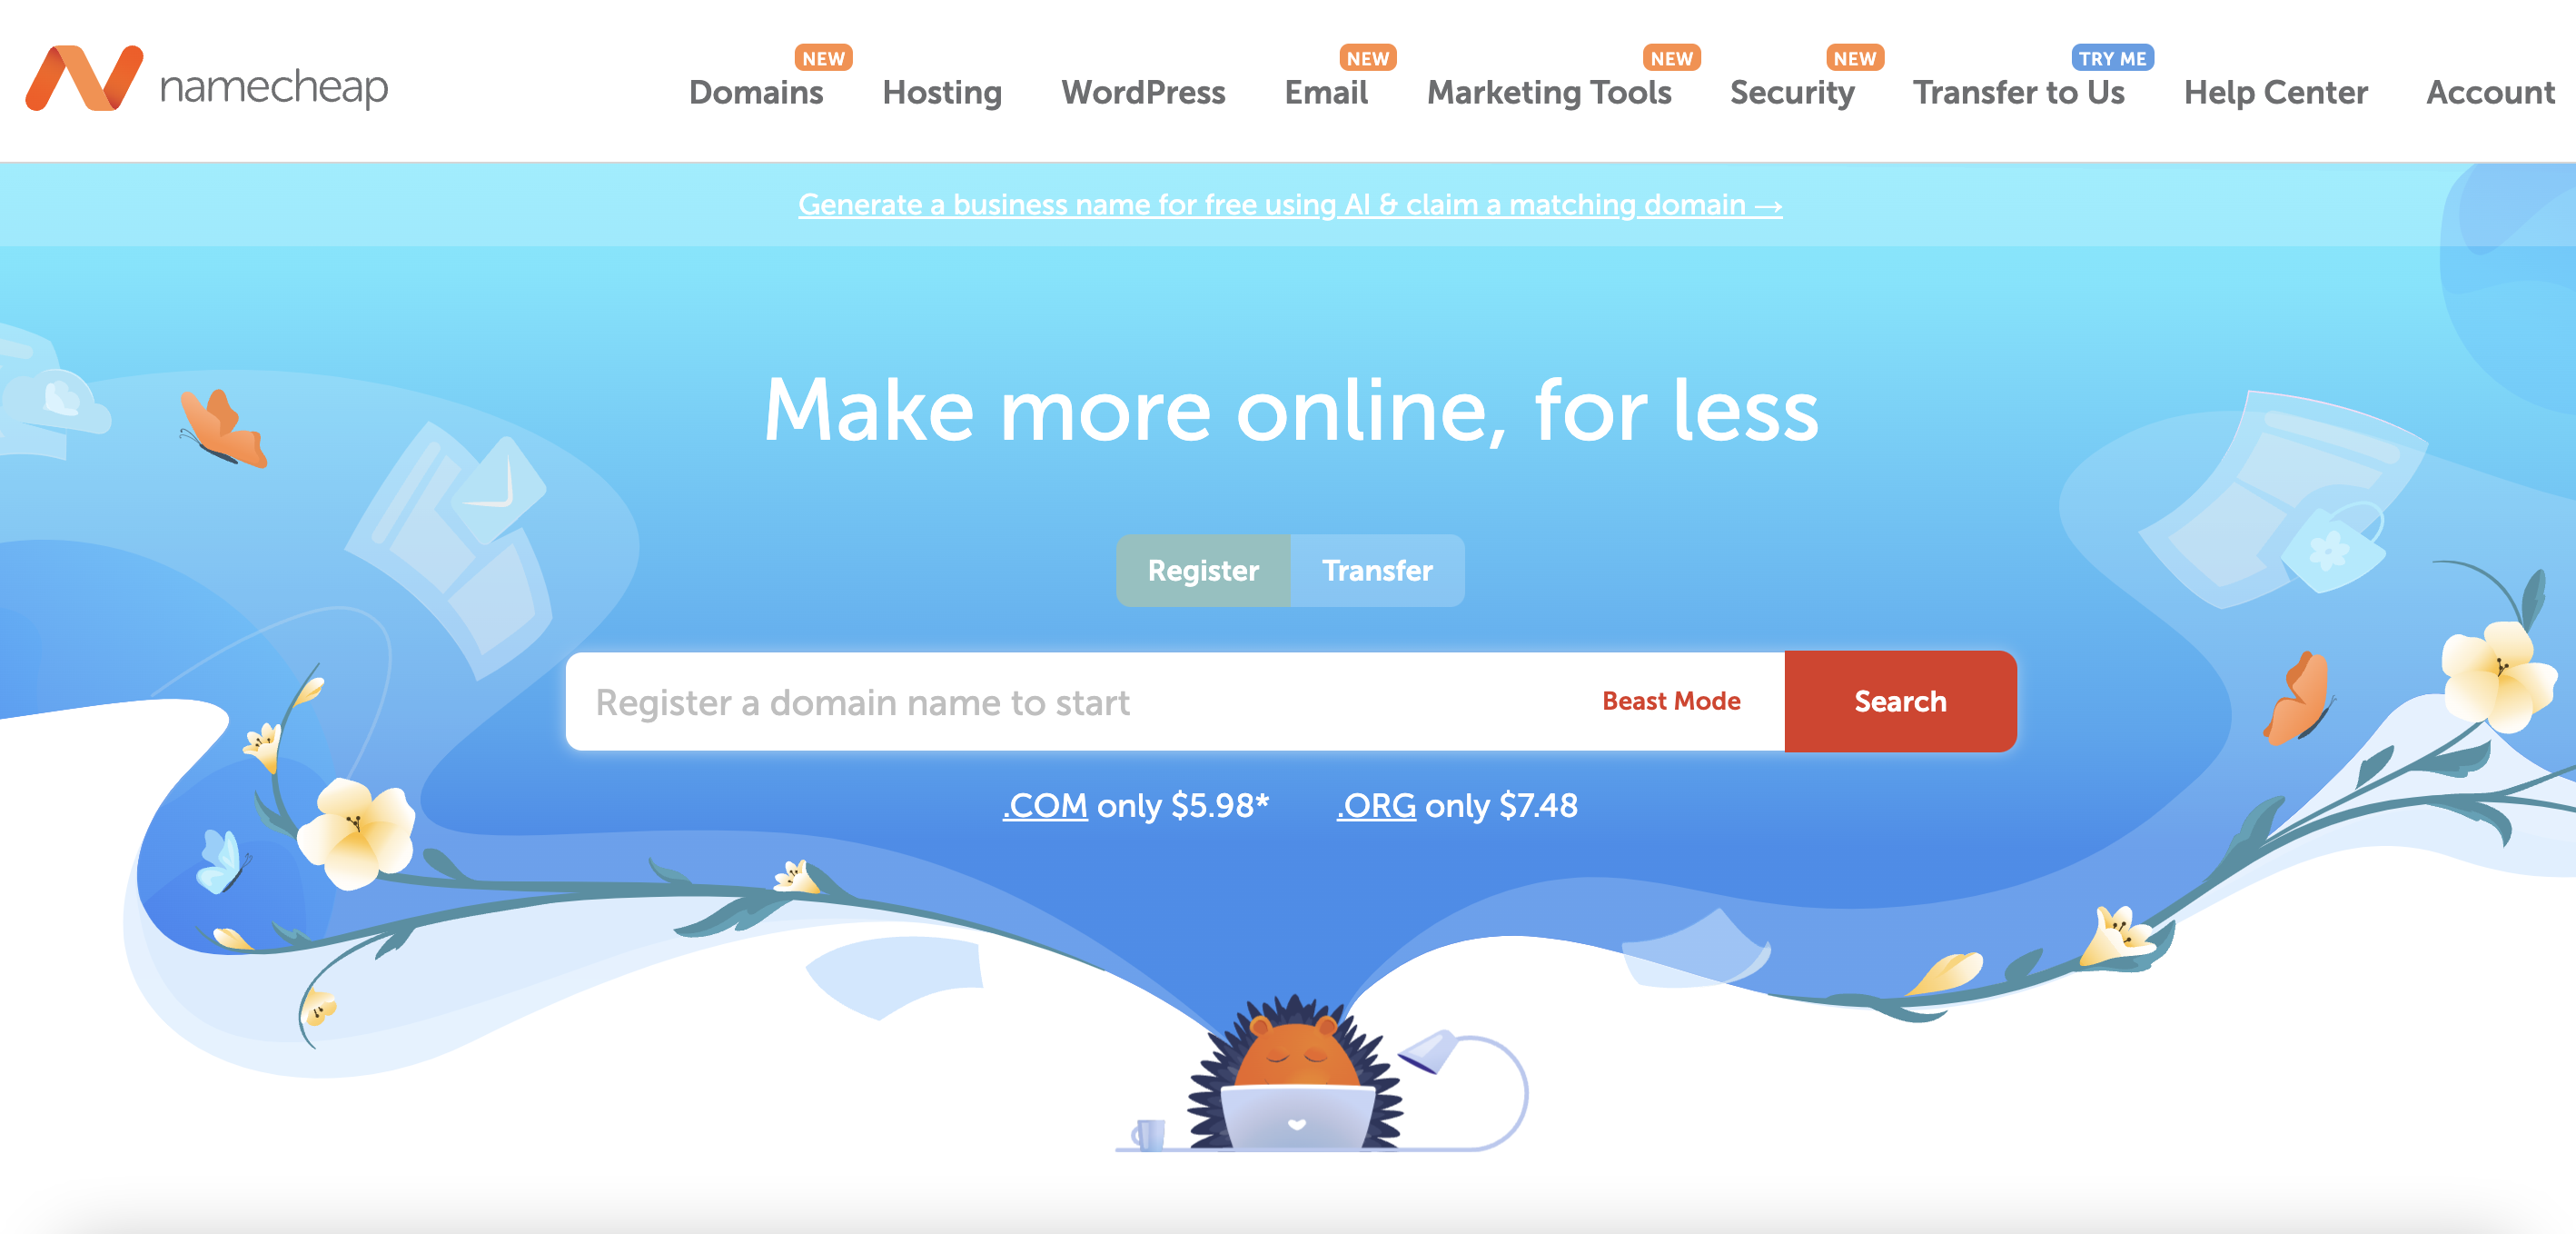 namecheap
NEW NEW NEW NEW TRY ME
Domains Hosting WordPress Email Marketing Tools Security Transfer to Us Help Center Account
Generate a business name for free using AI & claim a matching domain →
Make more online, for less
Register Transfer
Register a domain name to start Beast Mode Search
.COM only $5.98* .ORG only $7.48